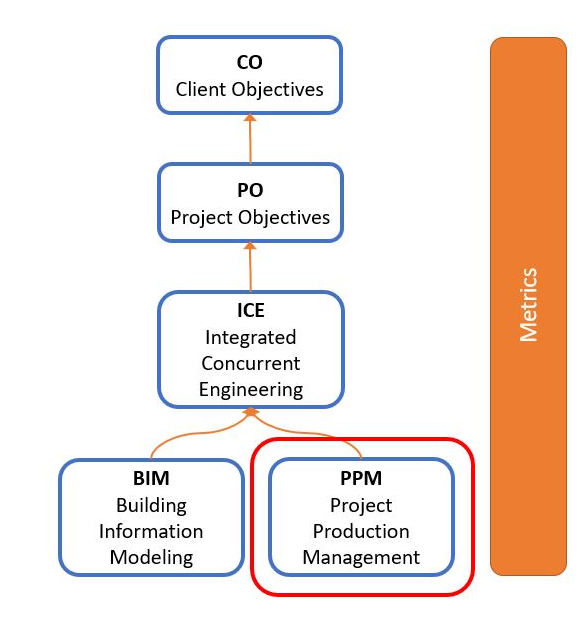 CO
Client Objectives
PO
Project Objectives
ICE
Integrated
Concurrent
Engineering
BIM
Building
Information
Modeling
PPM
Project
Production
Management
Metrics